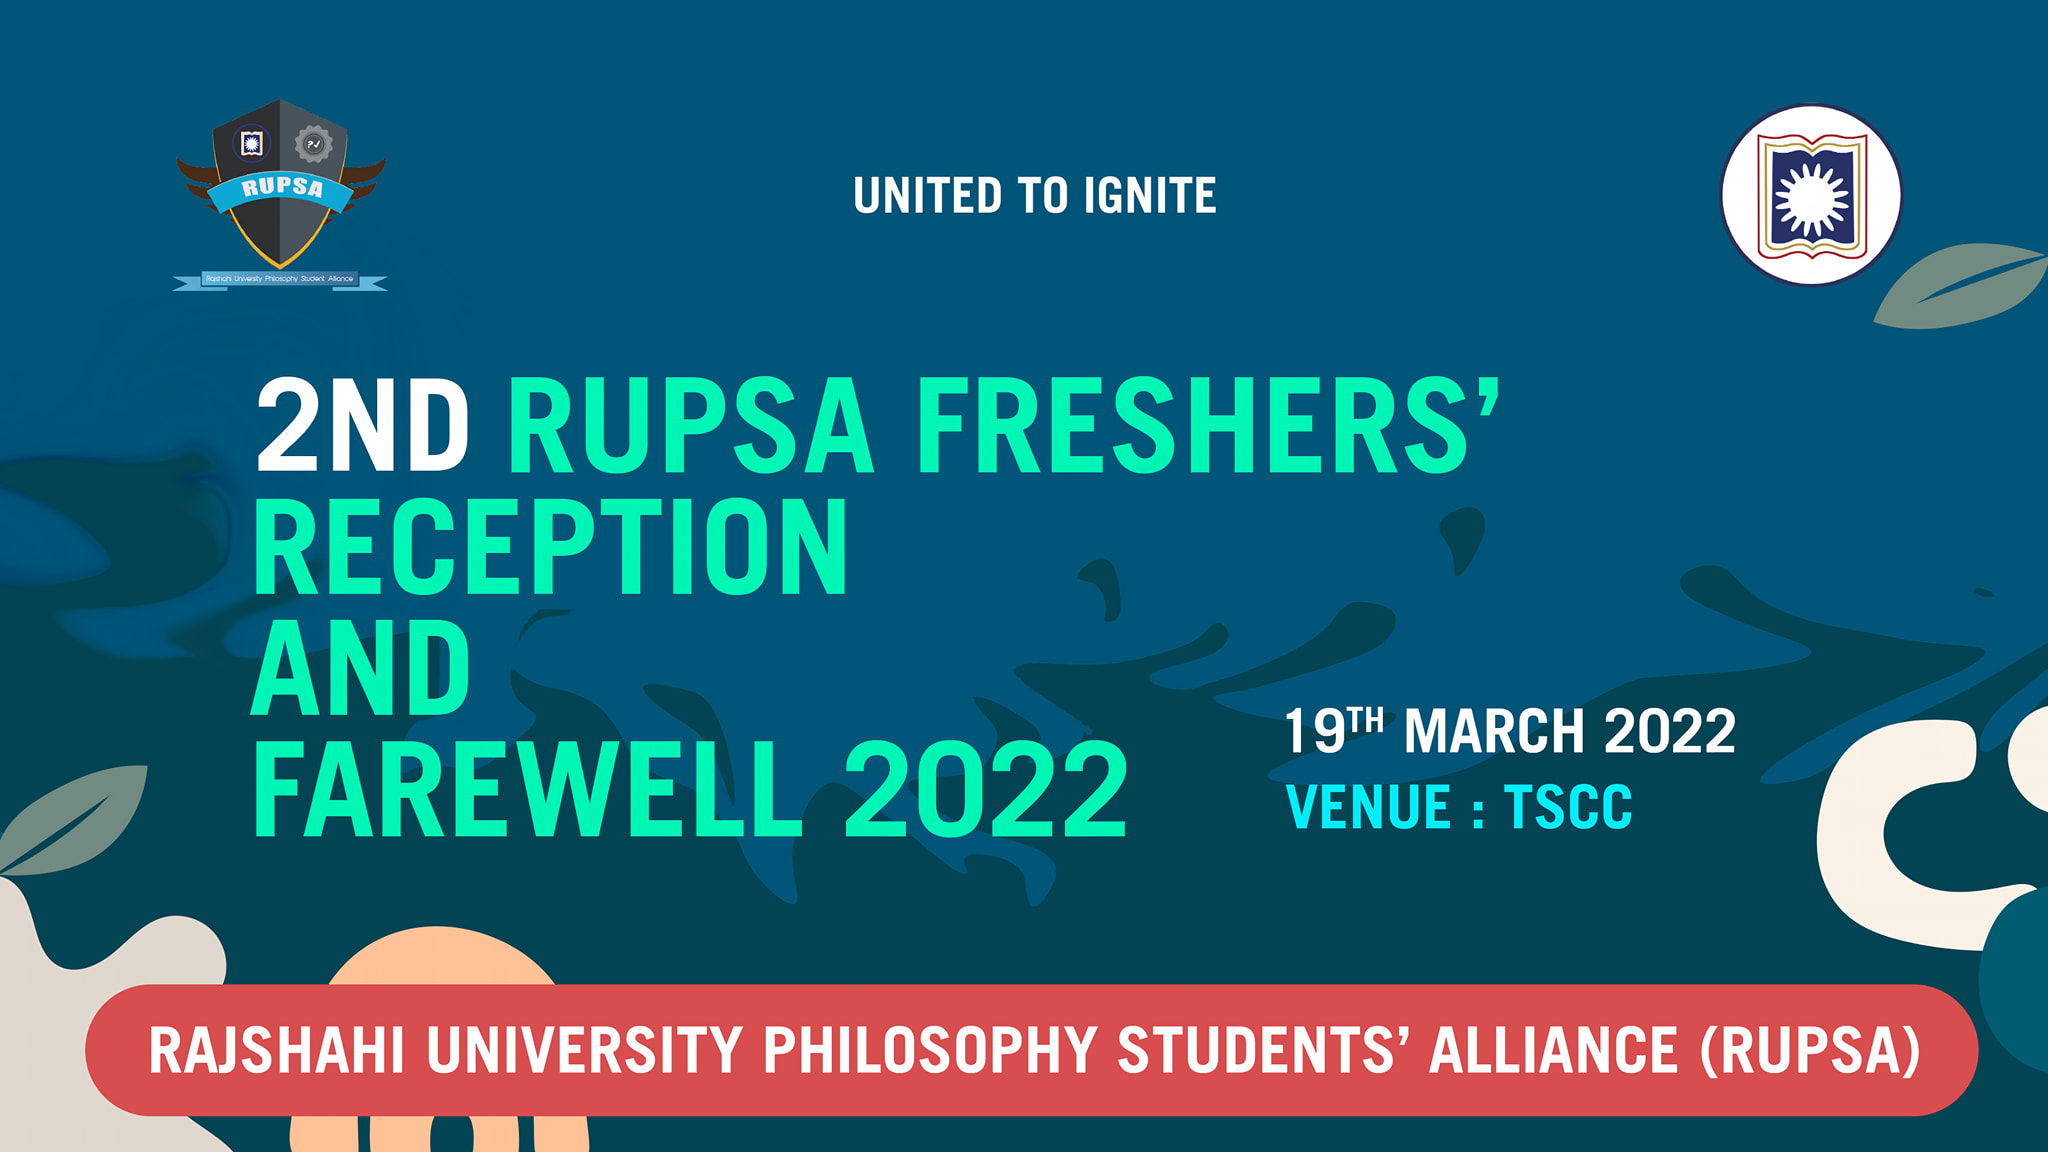 RUPSA
Rajshahi University Philosophy Student Alliance
UNITED TO IGNITE
2ND RUPSA FRESHERS’
RECEPTION
AND
FAREWELL 2022
19TH MARCH 2022
VENUE : TSCC
RAJSHAHI UNIVERSITY PHILOSOPHY STUDENTS’ ALLIANCE (RUPSA)